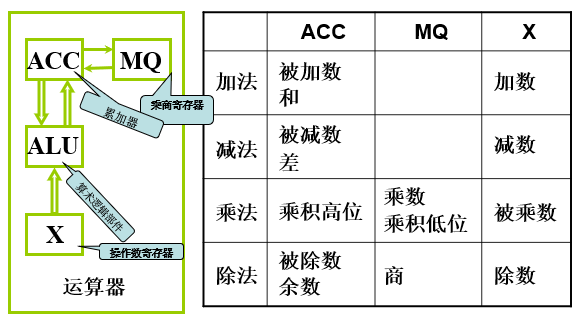 ACC
MQ
累加器
乘商寄存器
ALU
算术逻辑部件
X
操作数寄存器
运算器
ACC MQ X
加法 被加数 加数
和
减法 被减数 减数
差
乘法 乘积高位 乘数 被乘数
乘积低位
除法 被除数 商 除数
余数